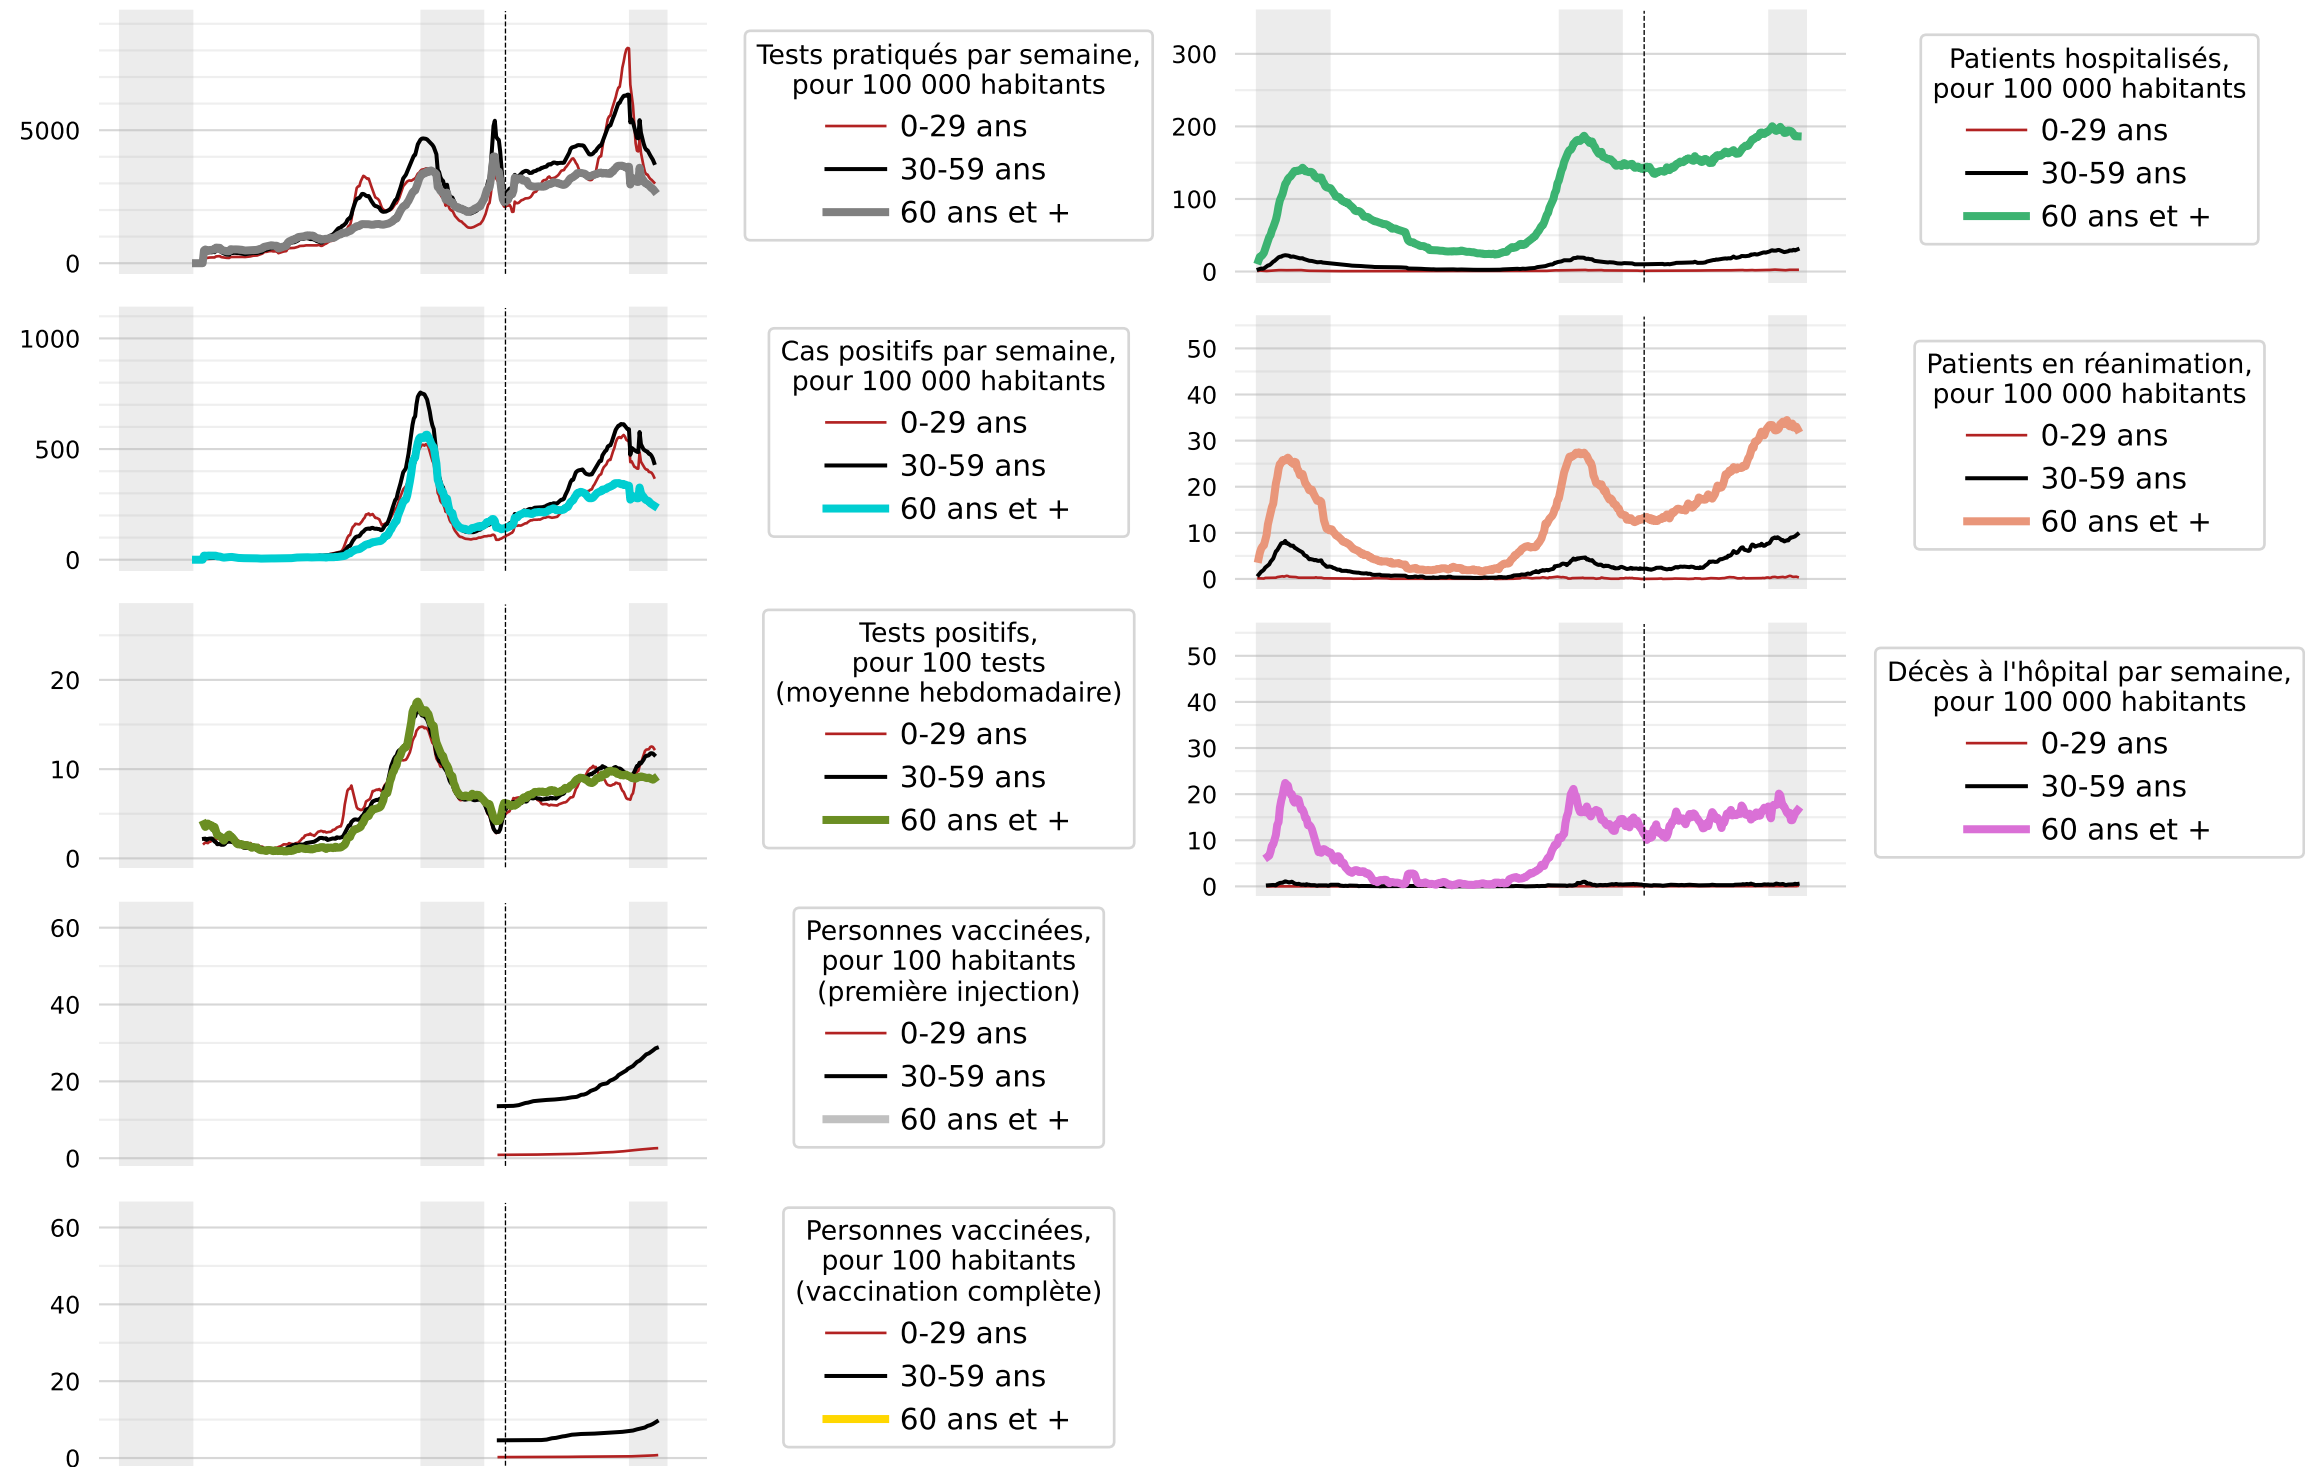 5000
0
Tests pratiqués par semaine,
pour 100 000 habitants
0-29 ans
30-59 ans
60 ans et +
1000
500
0
Cas positifs par semaine,
pour 100 000 habitants
0-29 ans
30-59 ans
60 ans et +
20
10
0
Tests positifs,
pour 100 tests
(moyenne hebdomadaire)
0-29 ans
30-59 ans
60 ans et +
60
40
20
0
Personnes vaccinées,
pour 100 habitants
(première injection)
0-29 ans
30-59 ans
60 ans et +
60
40
20
0
Personnes vaccinées,
pour 100 habitants
(vaccination complète)
0-29 ans
30-59 ans
60 ans et +
300
200
100
0
Patients hospitalisés,
pour 100 000 habitants
0-29 ans
30-59 ans
60 ans et +
50
40
30
20
10
0
Patients en réanimation,
pour 100 000 habitants
0-29 ans
30-59 ans
60 ans et +
50
40
30
20
10
0
Décès à l'hôpital par semaine,
pour 100 000 habitants
0-29 ans
30-59 ans
60 ans et +